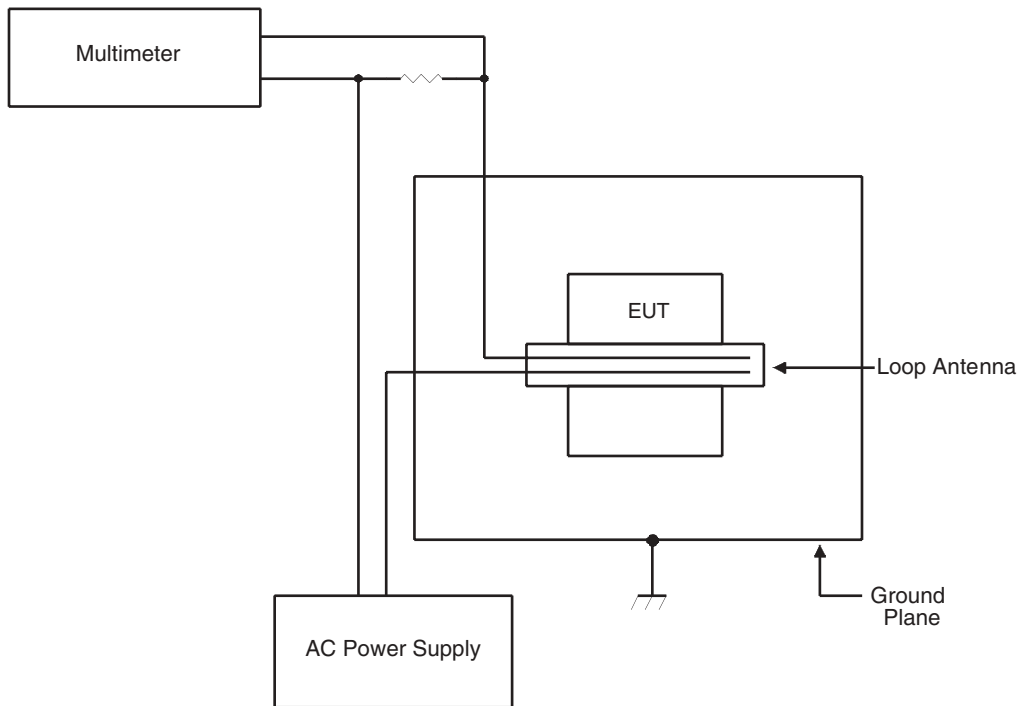 Multimeter
EUT
Loop Antenna
Ground
Plane
AC Power Supply